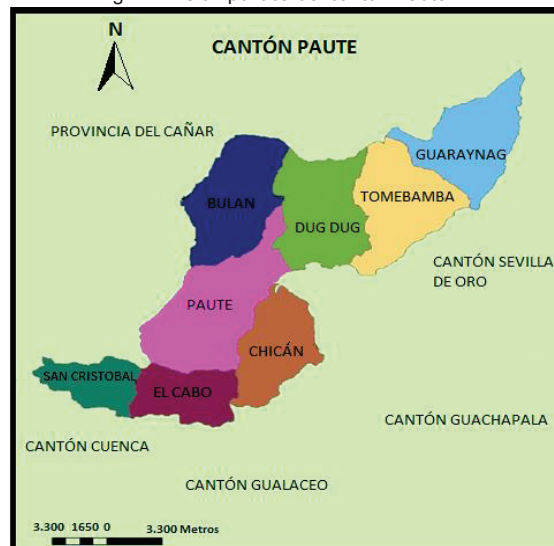 N
CANTÓN PAUTE
PROVINCIA DEL CAÑAR
GUARAYNAG
BULAN
TOMEBAMBA
DUG DUG
CANTÓN SEVILLA
DE ORO
PAUTE
CHICÁN
SAN CRISTOBAL
EL CABO
CANTÓN GUACHAPALA
CANTÓN CUENCA
CANTÓN GUALACEO
3.300 1650 0 3.300 Metros